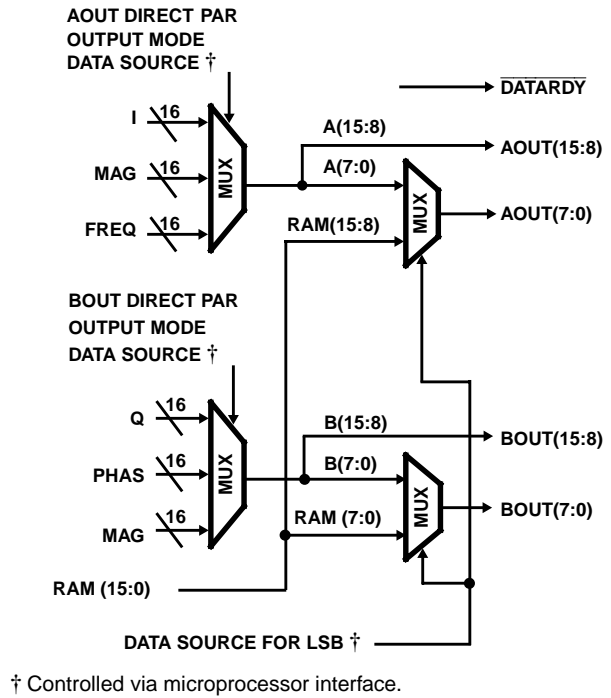 AOUT DIRECT PAR
OUTPUT MODE
DATA SOURCE †
I
16
MAG
16
FREQ
16
MUX
A(15:8)
A(7:0)
RAM(15:8)
MUX
DATARDY
AOUT(15:8)
AOUT(7:0)
BOUT DIRECT PAR
OUTPUT MODE
DATA SOURCE †
Q
16
PHAS
16
MAG
16
MUX
B(15:8)
B(7:0)
RAM (7:0)
MUX
BOUT(15:8)
BOUT(7:0)
RAM (15:0)
DATA SOURCE FOR LSB †
† Controlled via microprocessor interface.